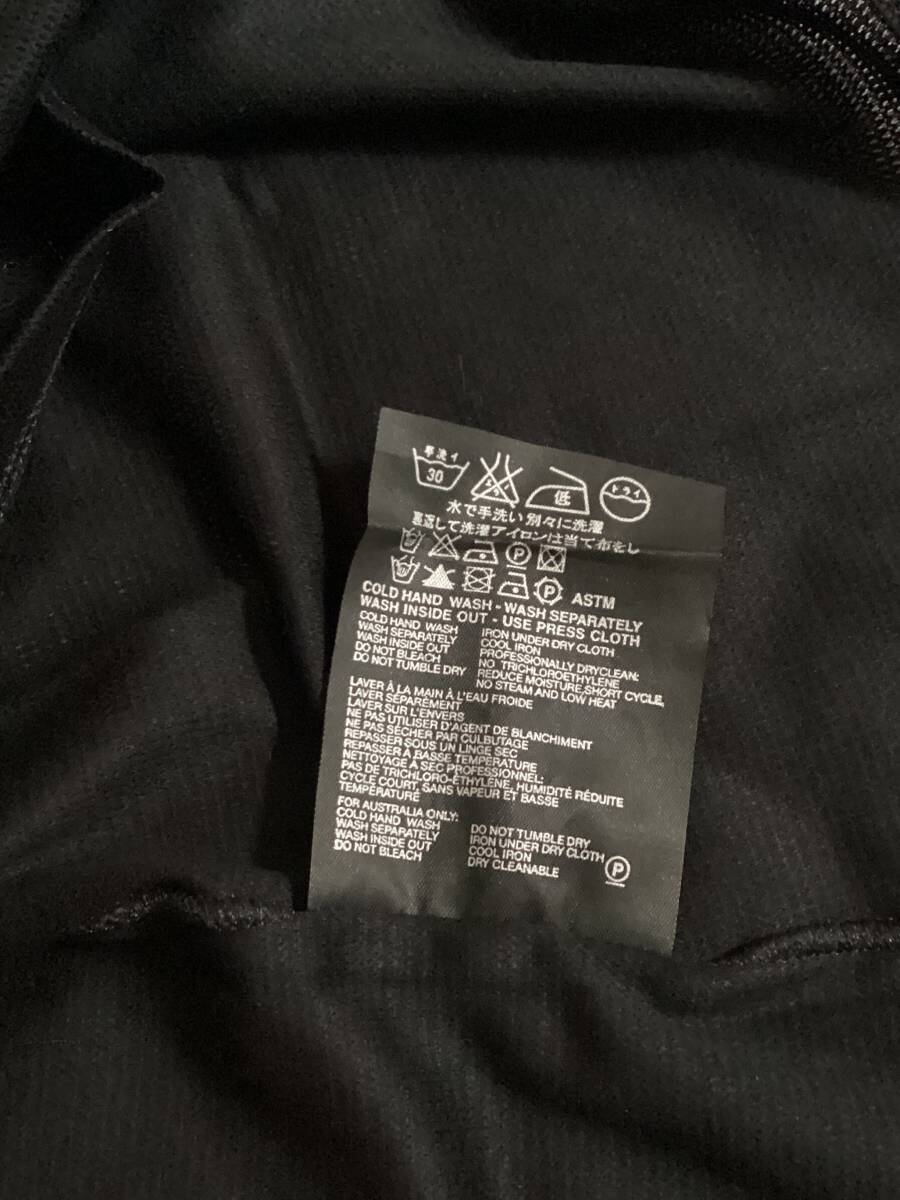 手洗イ 30 エンソサラシ 低 ドライ
水で手洗い 別々に洗濯
裏返して洗濯アイロンは当て布をし
P
P ASTM
COLD HAND WASH - WASH SEPARATELY
WASH INSIDE OUT - USE PRESS CLOTH
COLD HAND WASH
WASH SEPARATELY
WASH INSIDE OUT
DO NOT BLEACH
DO NOT TUMBLE DRY
IRON UNDER DRY CLOTH
COOL IRON
PROFESSIONALLY DRYCLEAN:
NO TRICHLOROETHYLENE
REDUCE MOISTURE,SHORT CYCLE,
NO STEAM AND LOW HEAT
LAVER À LA MAIN À L'EAU FROIDE
LAVER SEPARÉMENT
LAVER SUR L'ENVERS
NE PAS UTILISER D'AGENT DE BLANCHIMENT
NE PAS SÉCHER PAR CULBUTAGE
REPASSER SOUS UN LINGE SEC
REPASSER À BASSE TEMPÉRATURE
NETTOYAGE À SEC PROFESSIONNEL:
PAS DE TRICHLORO-ÉTHYLÈNE, HUMIDITÉ RÉDUITE
CYCLE COURT, SANS VAPEUR ET BASSE
TEMPÉRATURE
FOR AUSTRALIA ONLY:
COLD HAND WASH
WASH SEPARATELY
WASH INSIDE OUT
DO NOT BLEACH
DO NOT TUMBLE DRY
IRON UNDER DRY CLOTH
COOL IRON
DRY CLEANABLE
P